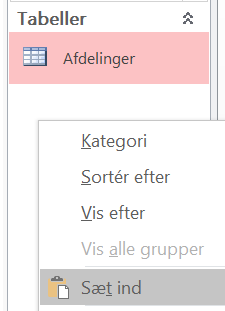 Tabeller
Afdelinger
Kategori
Sortér efter
Vis efter
Vis alle grupper
Sæt ind